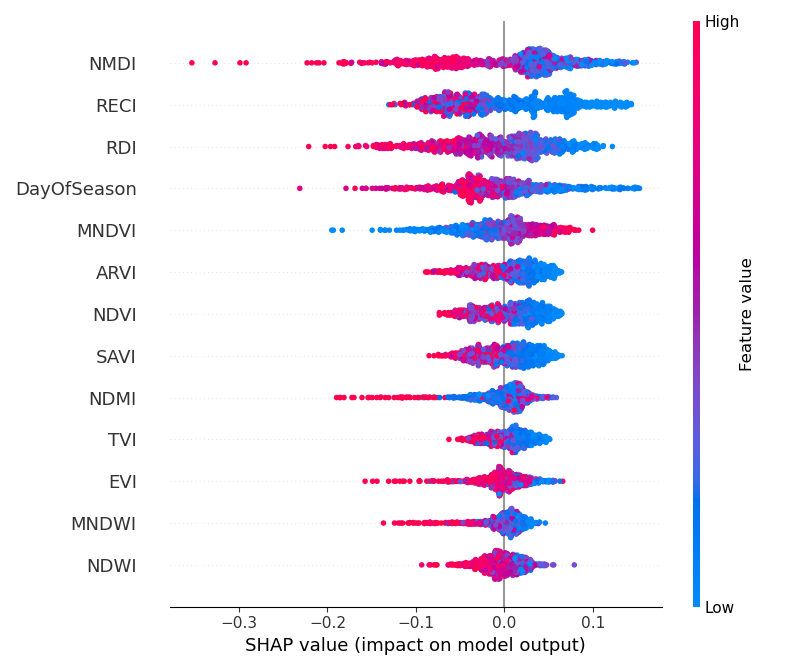 High
NMDI
RECI
RDI
DayOfSeason
MNDVI
ARVI
NDVI
SAVI
NDMI
TVI
EVI
MNDWI
NDWI
Feature value
Low
−0.3 −0.2 −0.1 0.0 0.1
SHAP value (impact on model output)